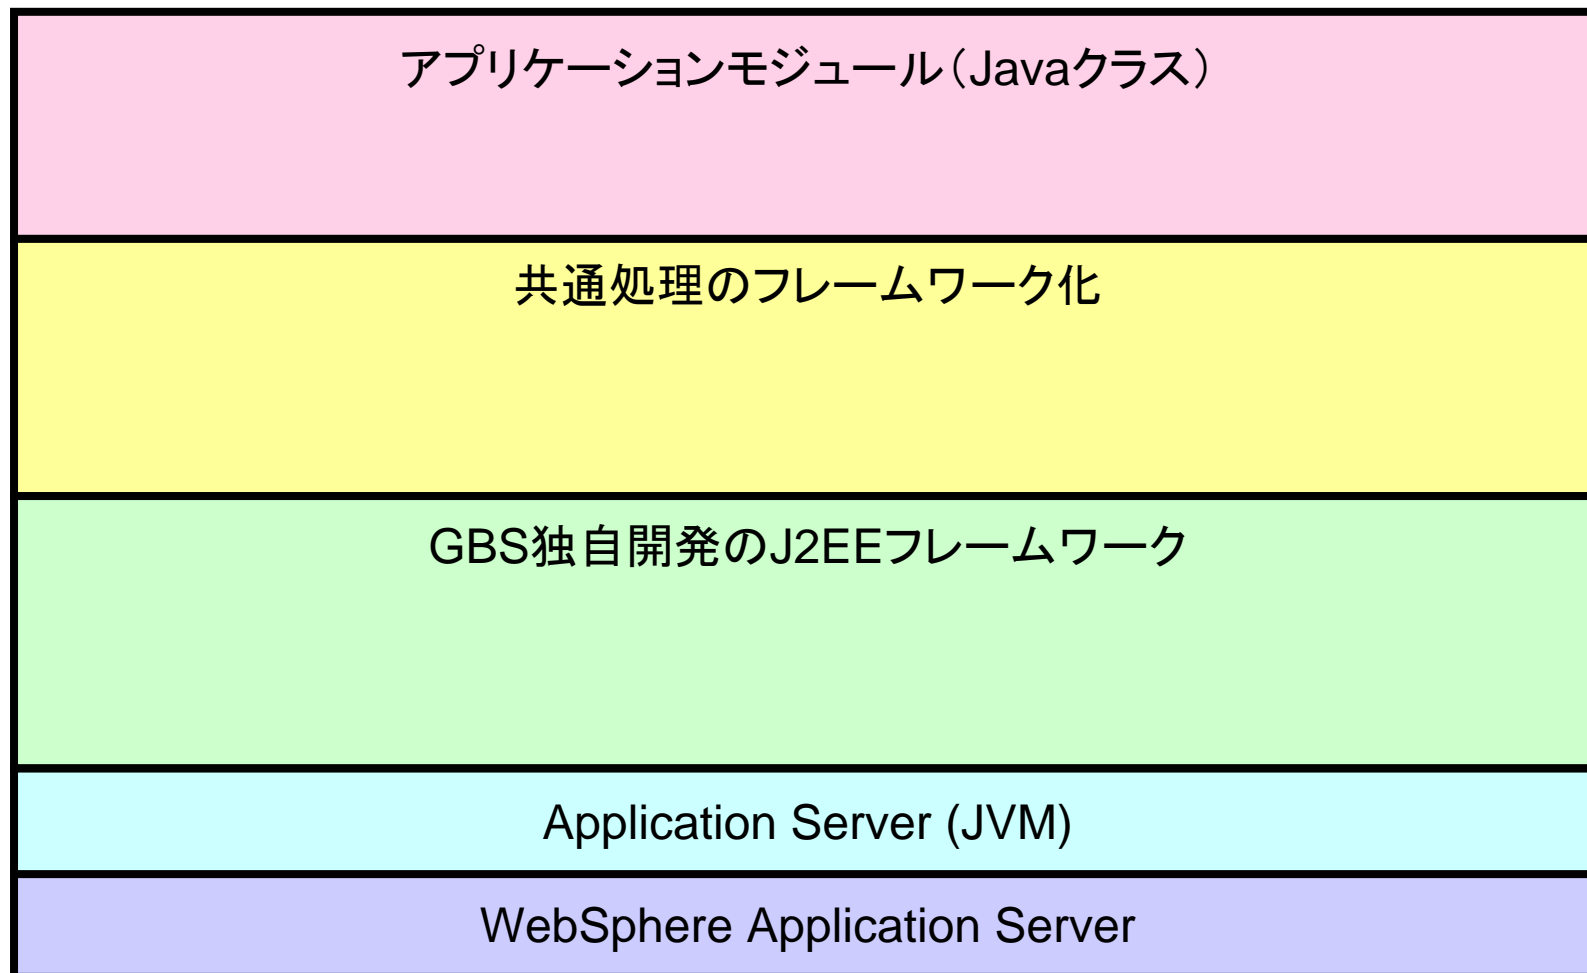 アプリケーションモジュール（Javaクラス）
共通処理のフレームワーク化
GBS独自開発のJ2EEフレームワーク
Application Server (JVM)
WebSphere Application Server